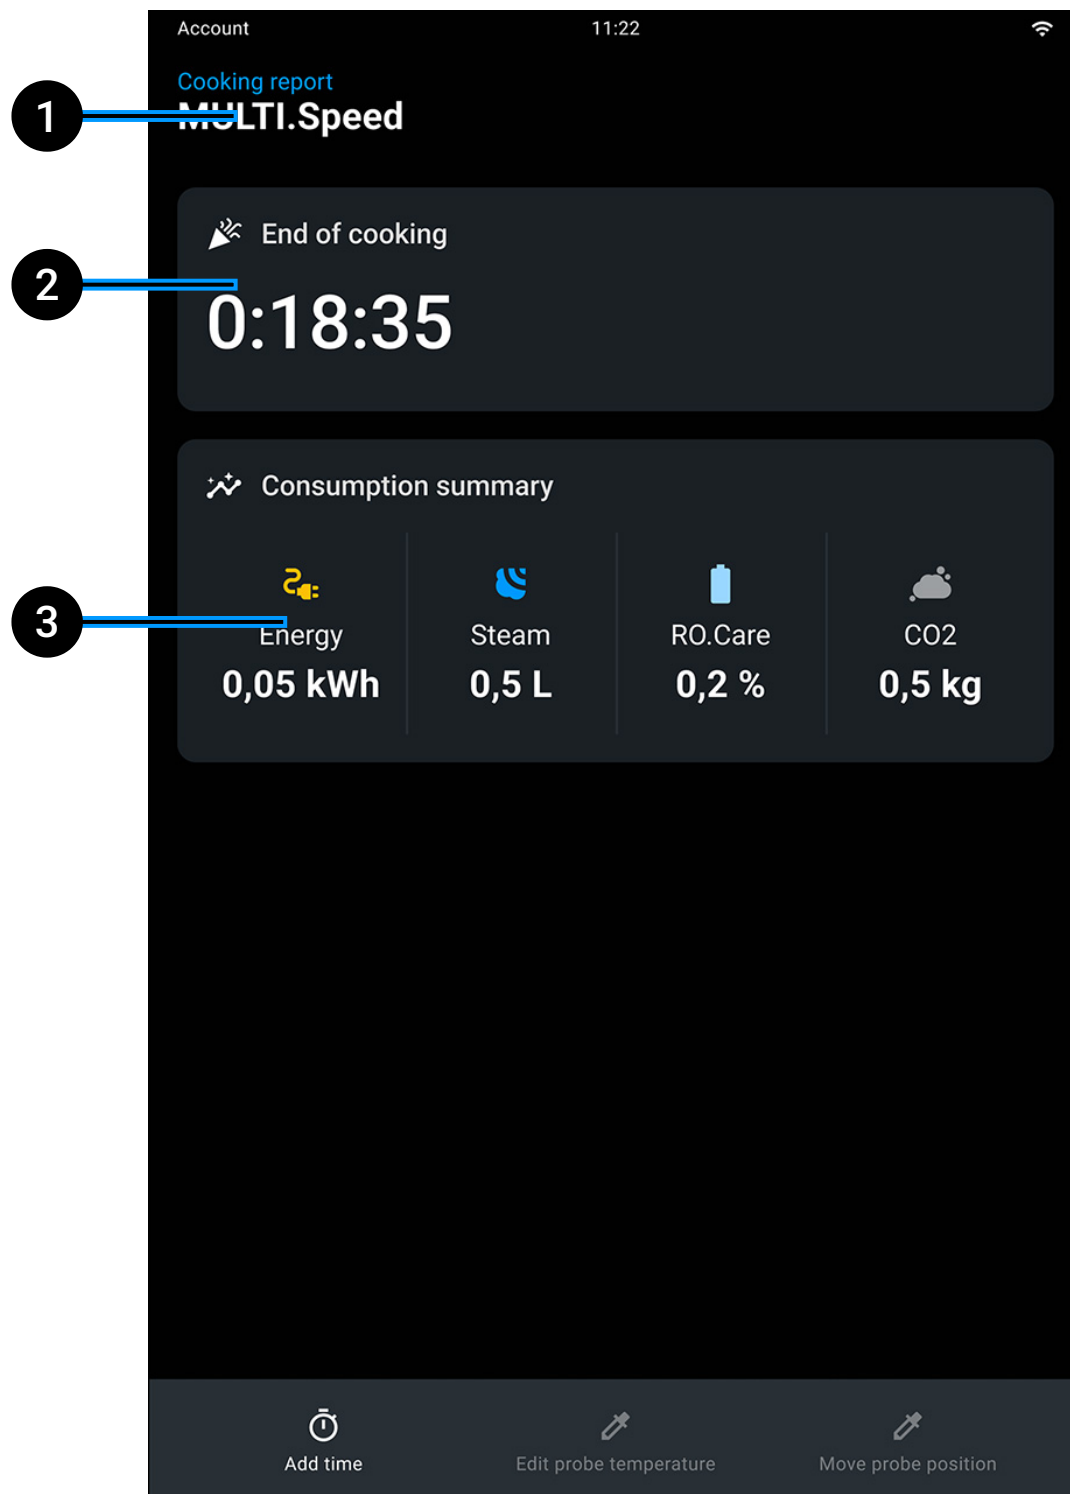 Account 11:22
Cooking report
1 MULTI.Speed
End of cooking
2
0:18:35
Consumption summary
3
Energy Steam RO.Care CO2
0,05 kWh 0,5 L 0,2 % 0,5 kg
Add time Edit probe temperature Move probe position